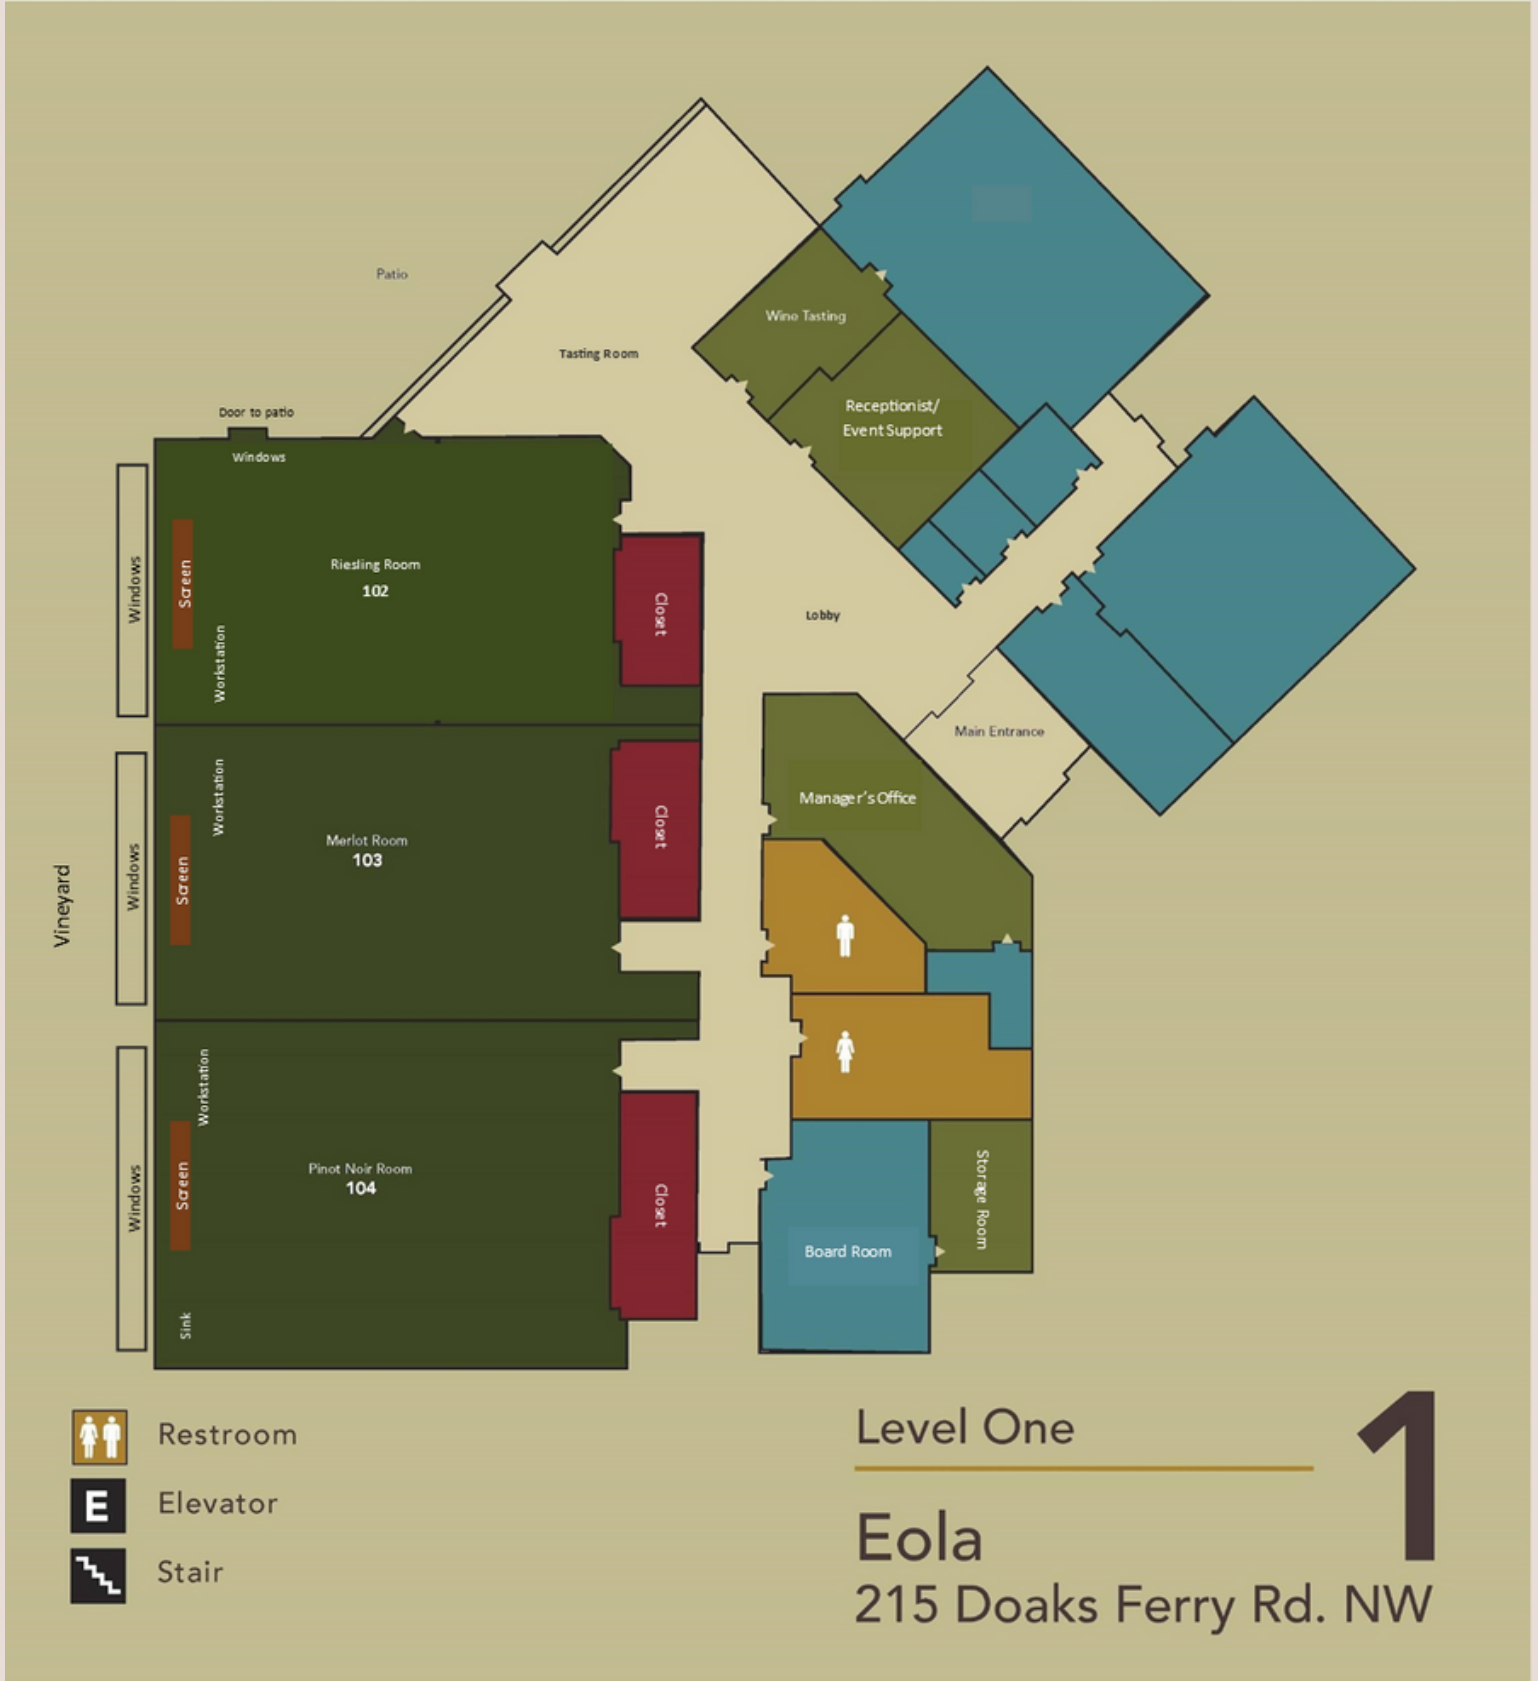 Patio
Wine Tasting
Tasting Room
Receptionist/
Event Support
Door to patio
Windows
Windows
Screen
Riesling Room
102
Workstation
Closet
Lobby
Main Entrance
Manager's Office
Workstation
Merlot Room
103
Closet
Windows
Screen
Vineyard
Workstation
Pinot Noir Room
104
Windows
Screen
Closet
Storage Room
Board Room
Sink
Restroom
E
Elevator
Stair
Level One
1
Eola
215 Doaks Ferry Rd. NW